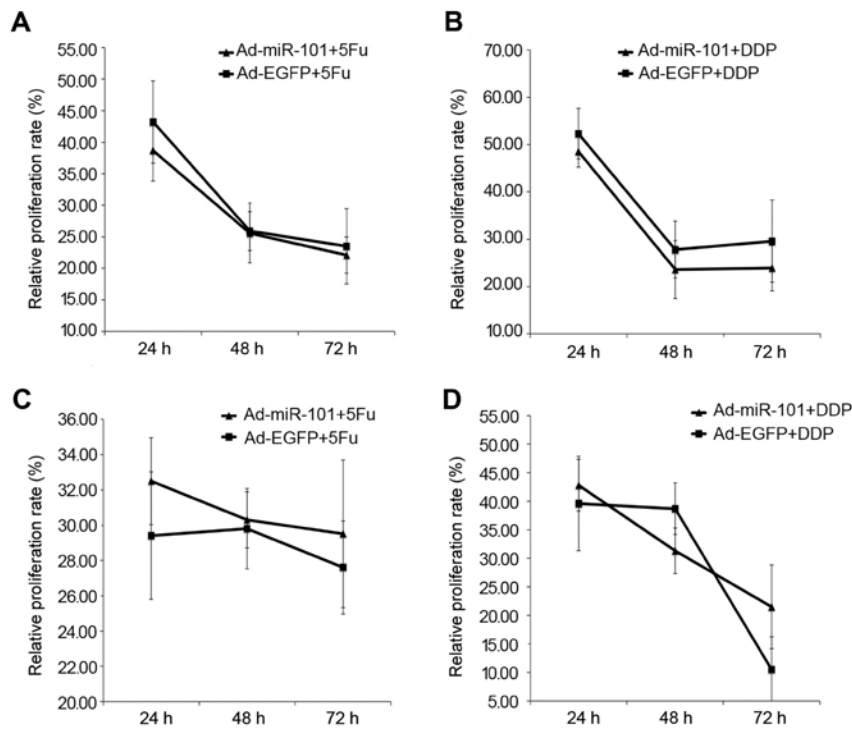 A
Ad-miR-101+5Fu
Ad-EGFP+5Fu
Relative proliferation rate (%)
55.00
50.00
45.00
40.00
35.00
30.00
25.00
20.00
15.00
10.00
24 h 48 h 72 h
B
Ad-miR-101+DDP
Ad-EGFP+DDP
Relative proliferation rate (%)
70.00
60.00
50.00
40.00
30.00
20.00
10.00
24 h 48 h 72 h
C
Ad-miR-101+5Fu
Ad-EGFP+5Fu
Relative proliferation rate (%)
36.00
34.00
32.00
30.00
28.00
26.00
24.00
22.00
20.00
24 h 48 h 72 h
D
Ad-miR-101+DDP
Ad-EGFP+DDP
Relative proliferation rate (%)
55.00
50.00
45.00
40.00
35.00
30.00
25.00
20.00
15.00
10.00
5.00
24 h 48 h 72 h